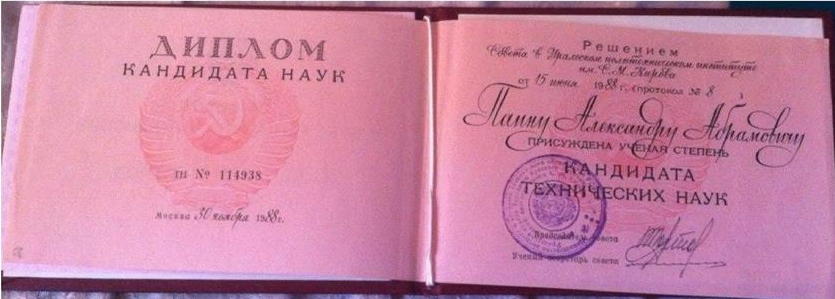 ДИПЛОМ
КАНДИДАТА НАУК
ТН № 114938
Москва 30 ноября 1988 г.
Решением
Совета в Уральском политехническом институте
им. С.М. Кирова
от 15 июня 1988 г. (протокол № 8 )
Панну Александру Абрамовичу
ПРИСУЖДЕНА УЧЕНАЯ СТЕПЕНЬ
КАНДИДАТА
ТЕХНИЧЕСКИХ НАУК
Председатель совета
Ученый секретарь совета